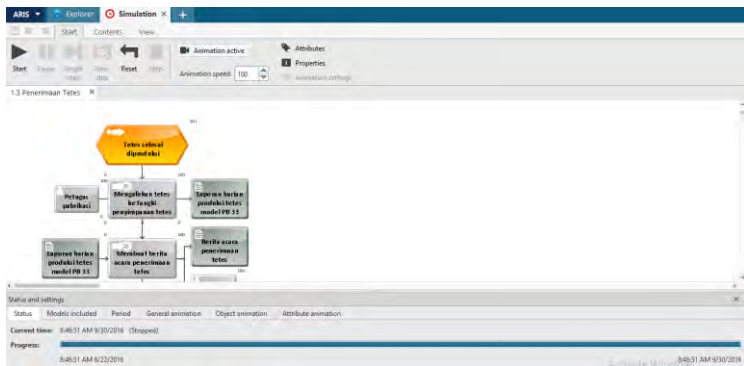 ARIS Explorer Simulation
Start Contents View
Start Pause Reset Stop
Animation active
Animation speed: 100
Attributes
Properties
Animation settings
1.3 Penerimaan Tetes
Tetes selesai
diproduksi
Petugas
pabrikasi
Mengalirkan tetes
ke tangki
penyimpanan tetes
Laporan harian
produksi tetes
model PB 33
Laporan harian
produksi tetes
model PB 33
Membuat berita
acara penerimaan
tetes
Berita acara
penerimaan
tetes
Status and settings
Status Models included Period General animation Object animation Attribute animation
Current time: 8:46:51 AM 9/30/2016 (Stopped)
Progress:
8:46:51 AM 6/22/2016 8:46:51 AM 9/30/2016